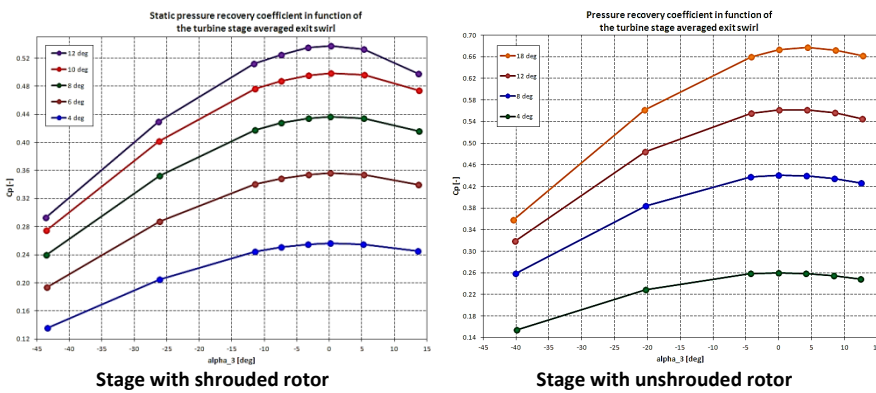 Static pressure recovery coefficient in function of
the turbine stage averaged exit swirl
12 deg
10 deg
8 deg
6 deg
4 deg
0.52
0.48
0.44
0.40
0.36
0.32
0.28
0.24
0.20
0.16
0.12
Cp [-]
-45 -40 -35 -30 -25 -20 -15 -10 -5 0 5 10 15
alpha_3 [deg]
Stage with shrouded rotor
Pressure recovery coefficient in function of
the turbine stage averaged exit swirl
18 deg
12 deg
8 deg
4 deg
0.70
0.66
0.62
0.58
0.54
0.50
0.46
0.42
0.38
0.34
0.30
0.26
0.22
0.18
0.14
Cp [-]
-45 -40 -35 -30 -25 -20 -15 -10 -5 0 5 10 15
alpha_3 [deg]
Stage with unshrouded rotor